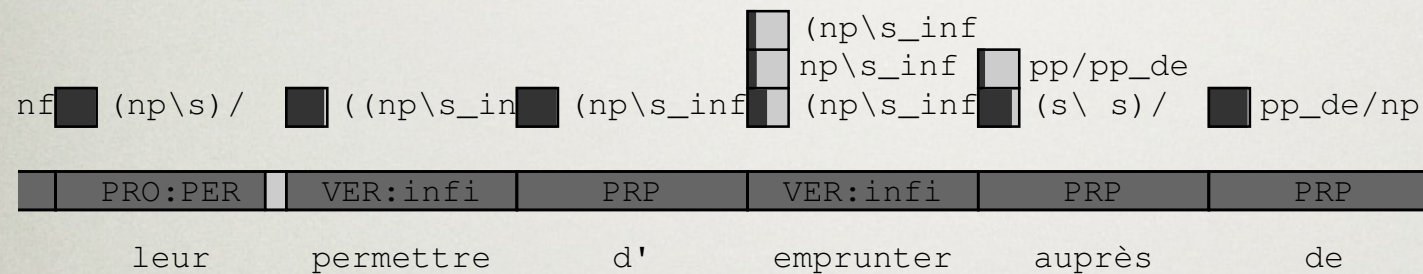 (np\s_inf
np\s_inf pp/pp_de
nf (np\s)/ ((np\s_in (np\s_inf (np\s_inf (s\ s)/ pp_de/np
PRO:PER VER:infi PRP VER:infi PRP PRP
leur permettre d' emprunter auprès de